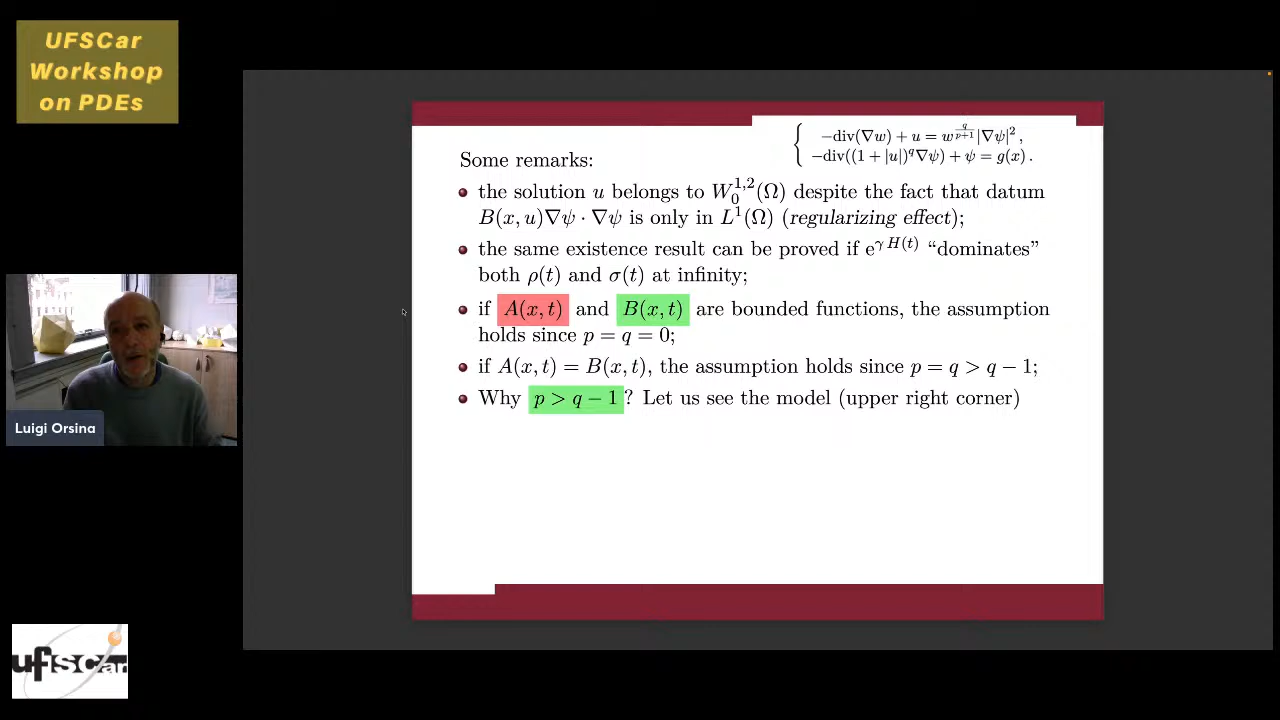 UFSCar
Workshop
on PDEs
−div(∇w) + u = w^{\frac{q}{p+1}}|∇ψ|²,
−div((1 + |u|)^q∇ψ) + ψ = g(x) .
Some remarks:
the solution u belongs to W_0^{1,2}(Ω) despite the fact that datum
B(x, u)∇ψ · ∇ψ is only in L¹(Ω) (regularizing effect);
the same existence result can be proved if e^{γ H(t)} “dominates”
both ρ(t) and σ(t) at infinity;
if A(x, t) and B(x, t) are bounded functions, the assumption
holds since p = q = 0;
if A(x, t) = B(x, t), the assumption holds since p = q > q − 1;
Why p > q − 1? Let us see the model (upper right corner)
Luigi Orsina
ufscar